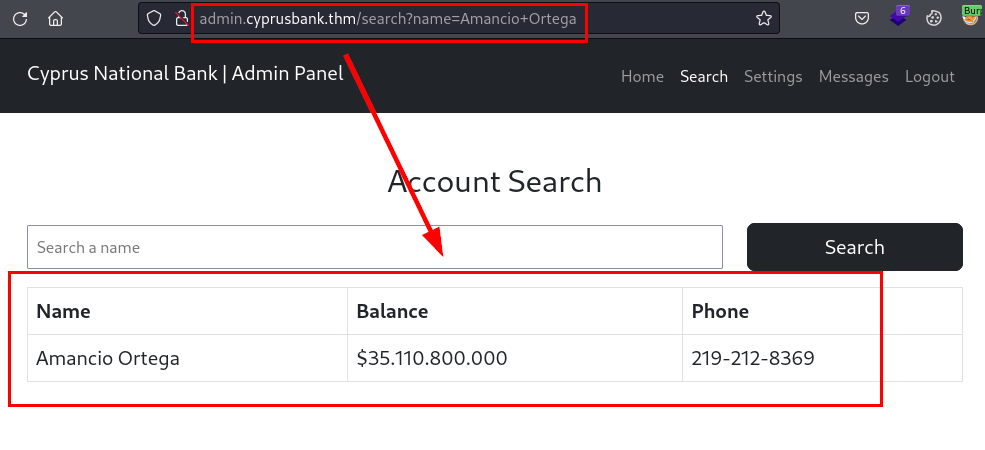 admin.cyprusbank.thm/search?name=Amancio+Ortega
6
Cyprus National Bank | Admin Panel
Home Search Settings Messages Logout
Account Search
Search a name
Search
Name Balance Phone
Amancio Ortega $35.110.800.000 219-212-8369